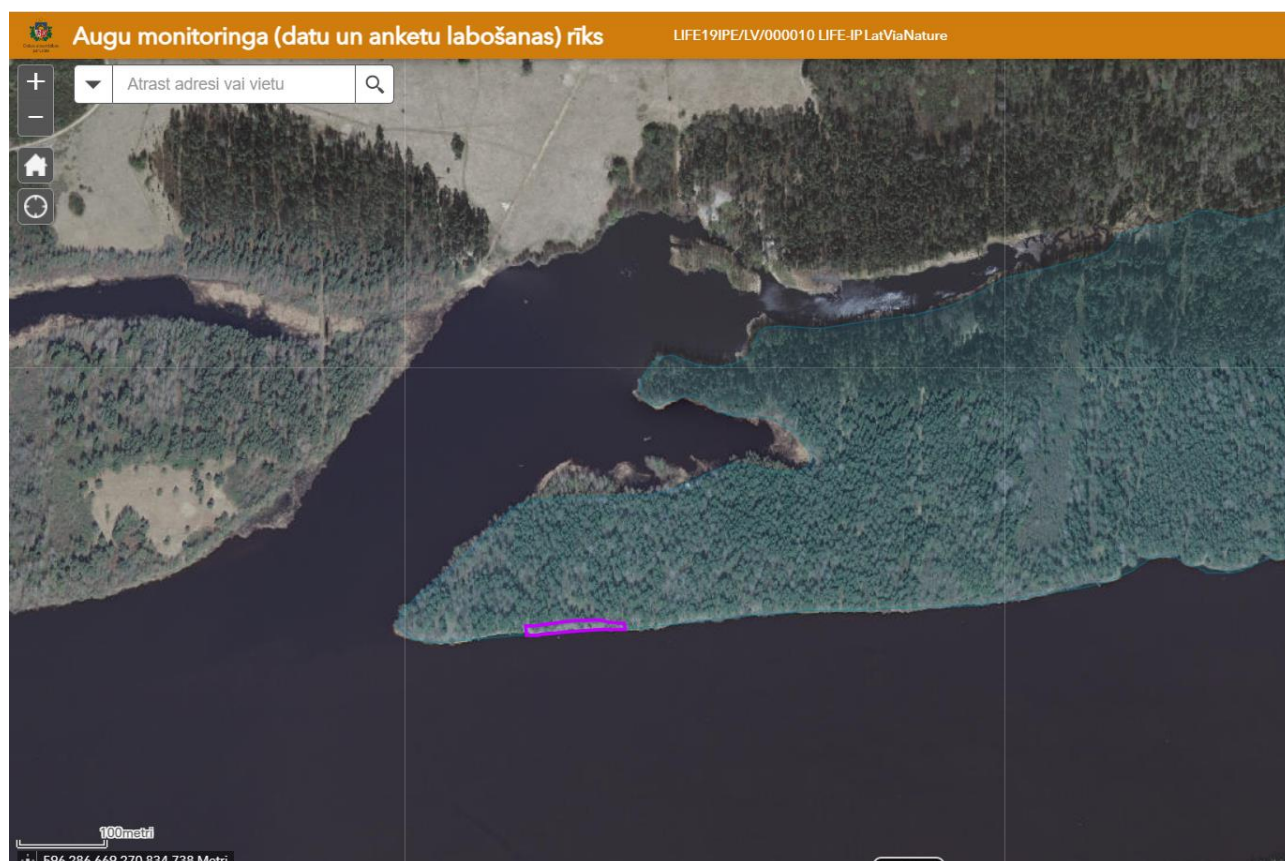 Augu monitoringa (datu un anketu labošanas) rīks
LIFE19IPE/LV/000010 LIFE-IP LatViaNature
+
Atrast adresi vai vietu
−
100metri
596 286,669 270 834,738 Metri